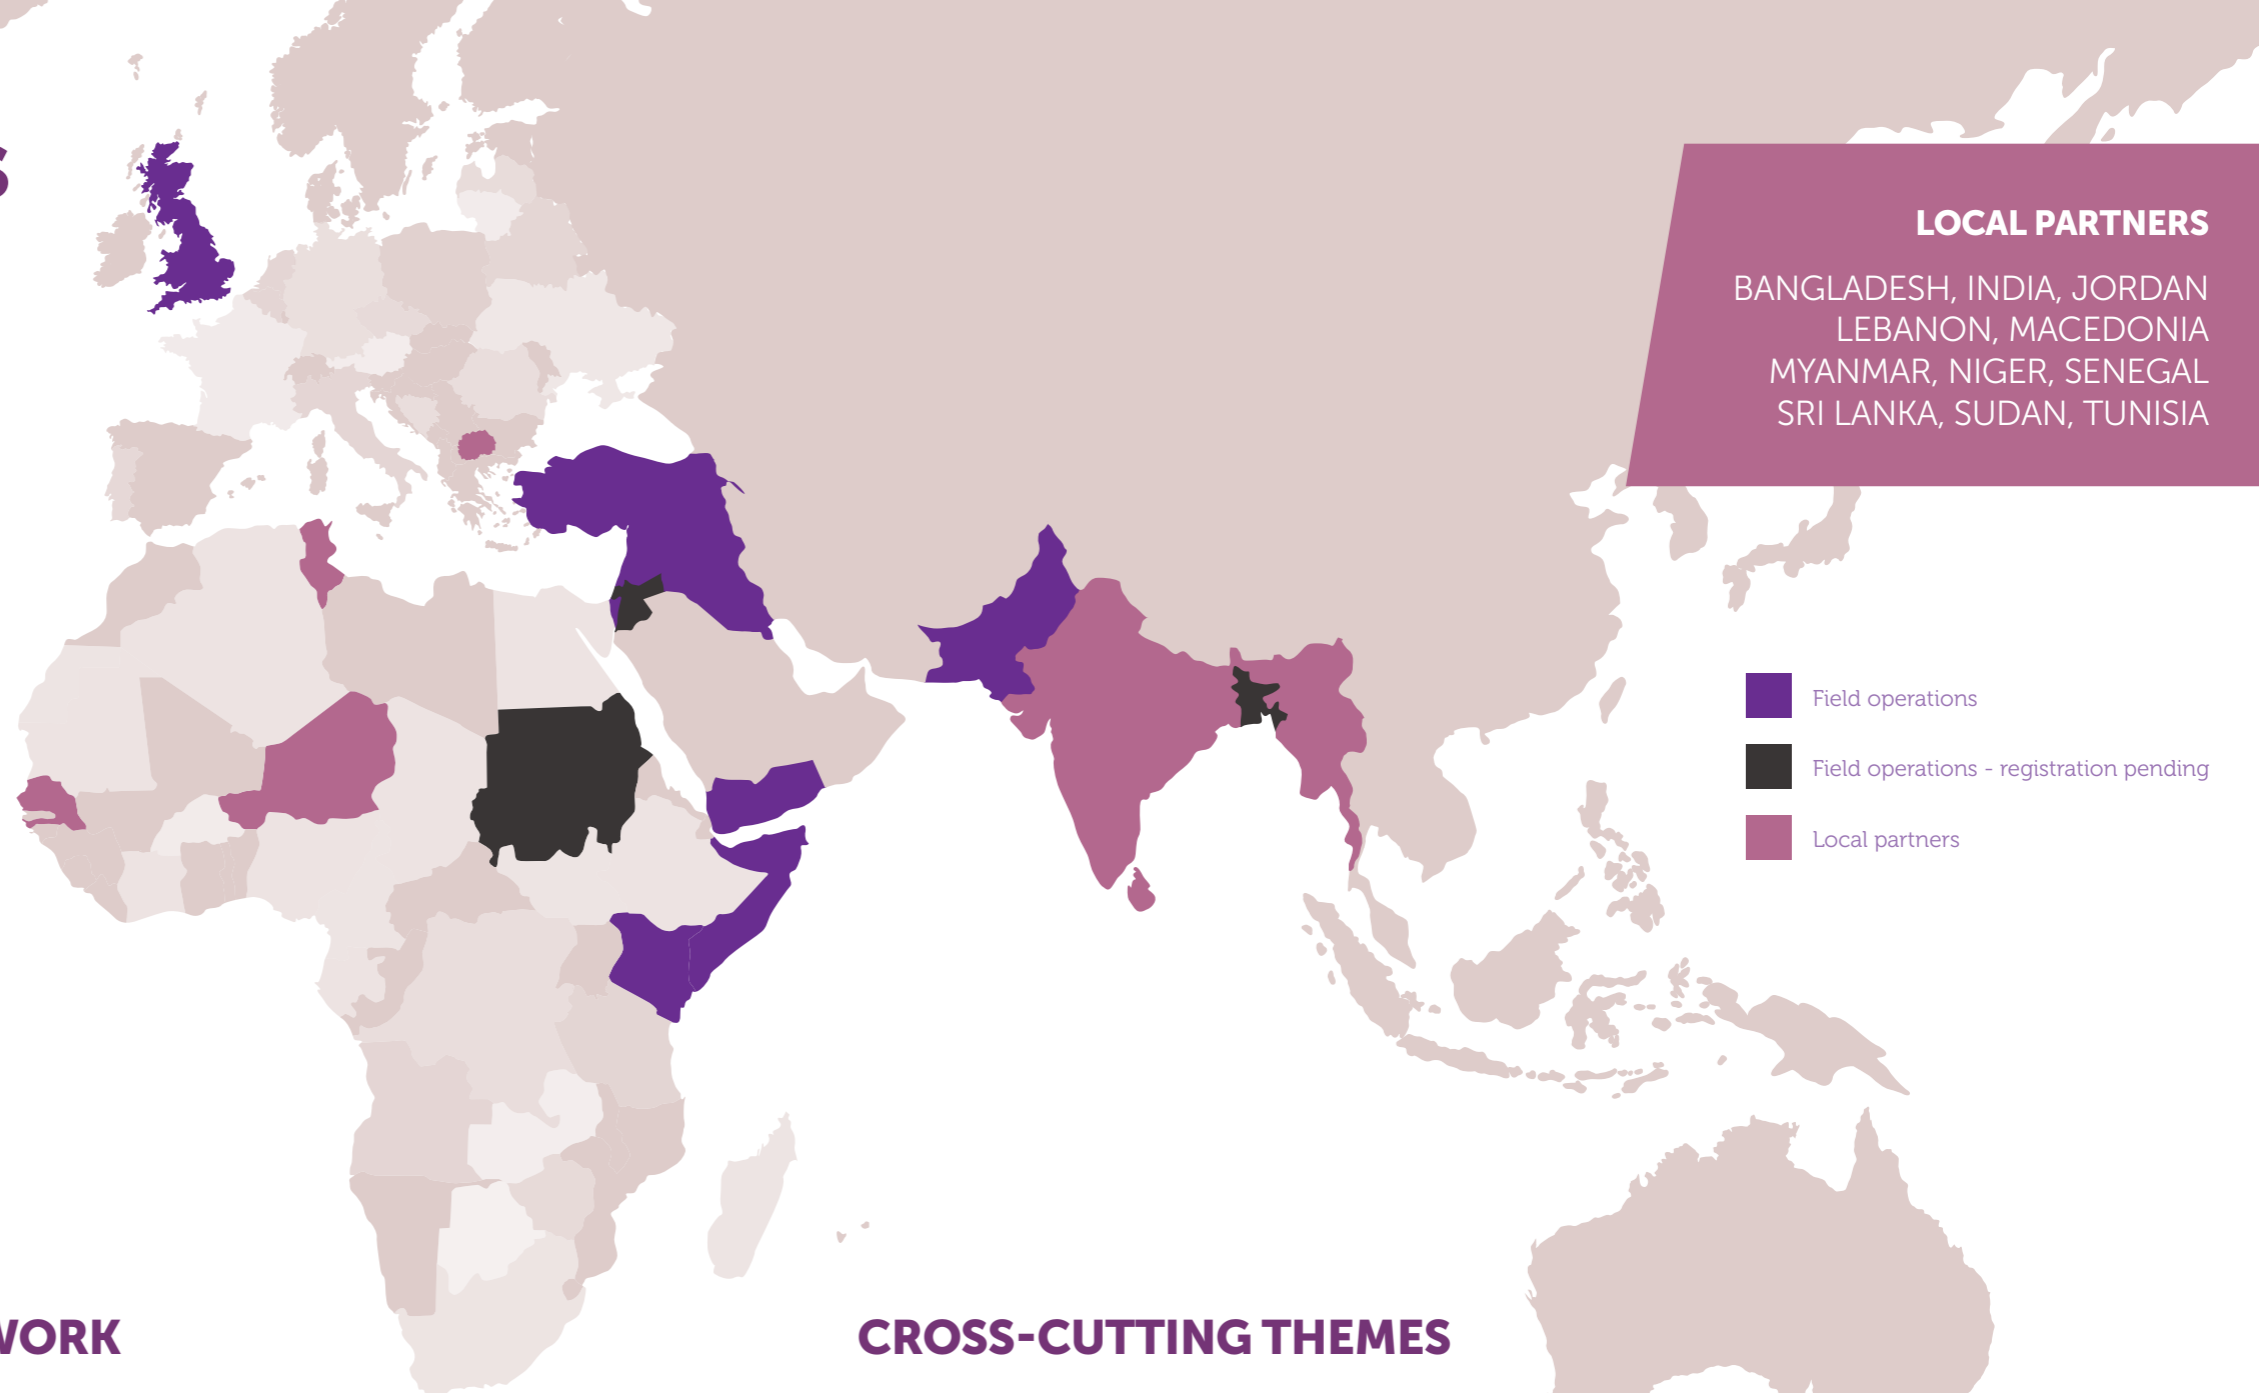 LOCAL PARTNERS
BANGLADESH, INDIA, JORDAN
LEBANON, MACEDONIA
MYANMAR, NIGER, SENEGAL
SRI LANKA, SUDAN, TUNISIA
Field operations
Field operations - registration pending
Local partners
CROSS-CUTTING THEMES